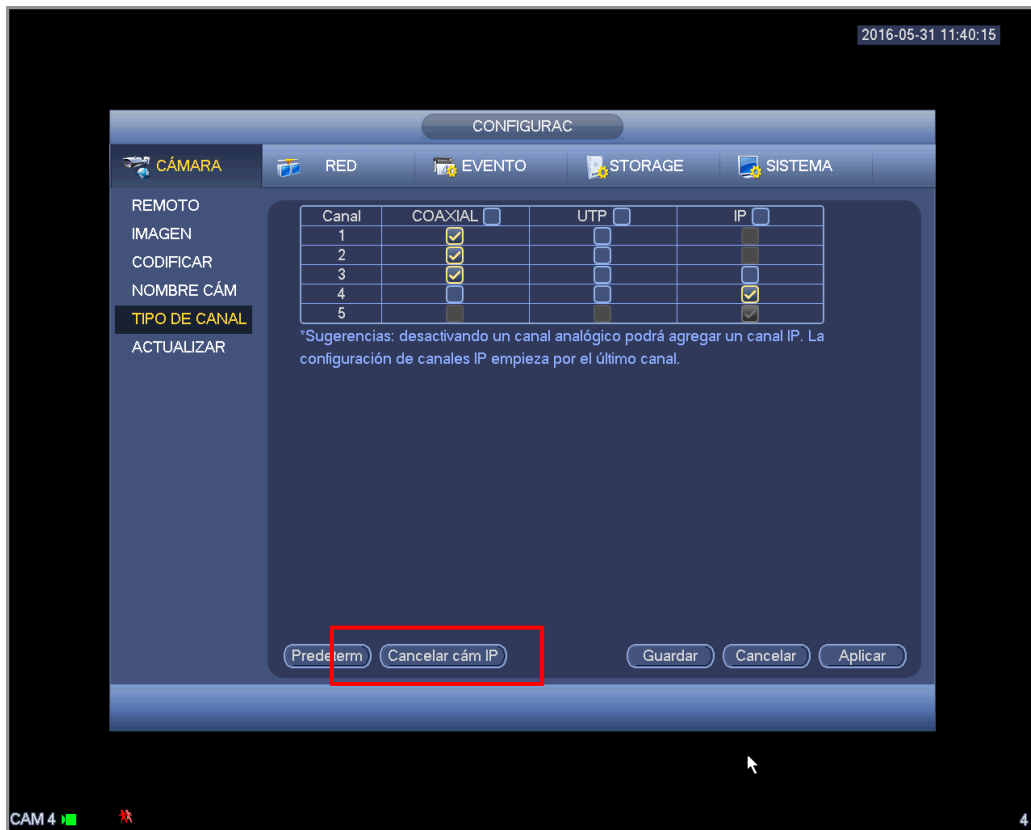 2016-05-31 11:40:15
CONFIGURAC
CÁMARA RED EVENTO STORAGE SISTEMA
REMOTO
IMAGEN
CODIFICAR
NOMBRE CÁM
TIPO DE CANAL
ACTUALIZAR
Canal COAXIAL UTP IP
1
2
3
4
5
*Sugerencias: desactivando un canal analógico podrá agregar un canal IP. La
configuración de canales IP empieza por el último canal.
Predeterm Cancelar cám IP Guardar Cancelar Aplicar
CAM 4 4